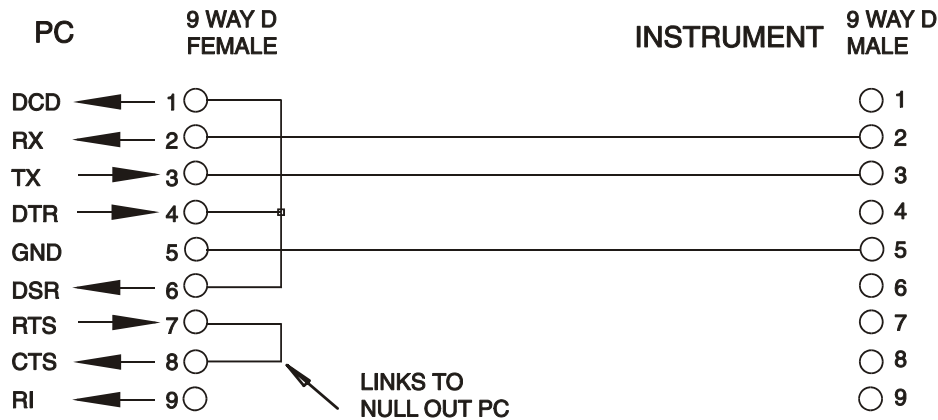 PC
9 WAY D
FEMALE
INSTRUMENT
9 WAY D
MALE
DCD 1 1
RX 2 2
TX 3 3
DTR 4 4
GND 5 5
DSR 6 6
RTS 7 7
CTS 8 8
RI 9 9
LINKS TO
NULL OUT PC